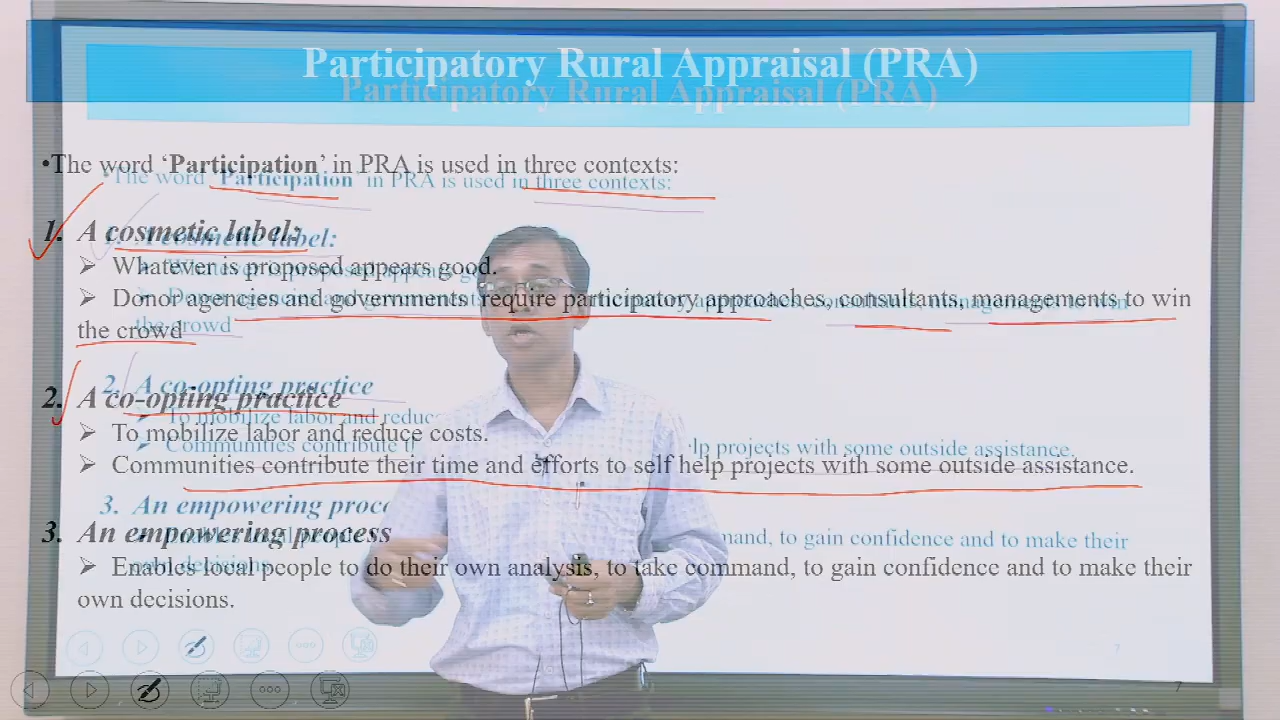 Participatory Rural Appraisal (PRA)
•The word ‘Participation’ in PRA is used in three contexts:
1. A cosmetic label:
➢ Whatever is proposed appears good.
➢ Donor agencies and governments require participatory approaches, consultants, managements to win
the crowd
2. A co-opting practice
➢ To mobilize labor and reduce costs.
➢ Communities contribute their time and efforts to self help projects with some outside assistance.
3. An empowering process
➢ Enables local people to do their own analysis, to take command, to gain confidence and to make their
own decisions.
7